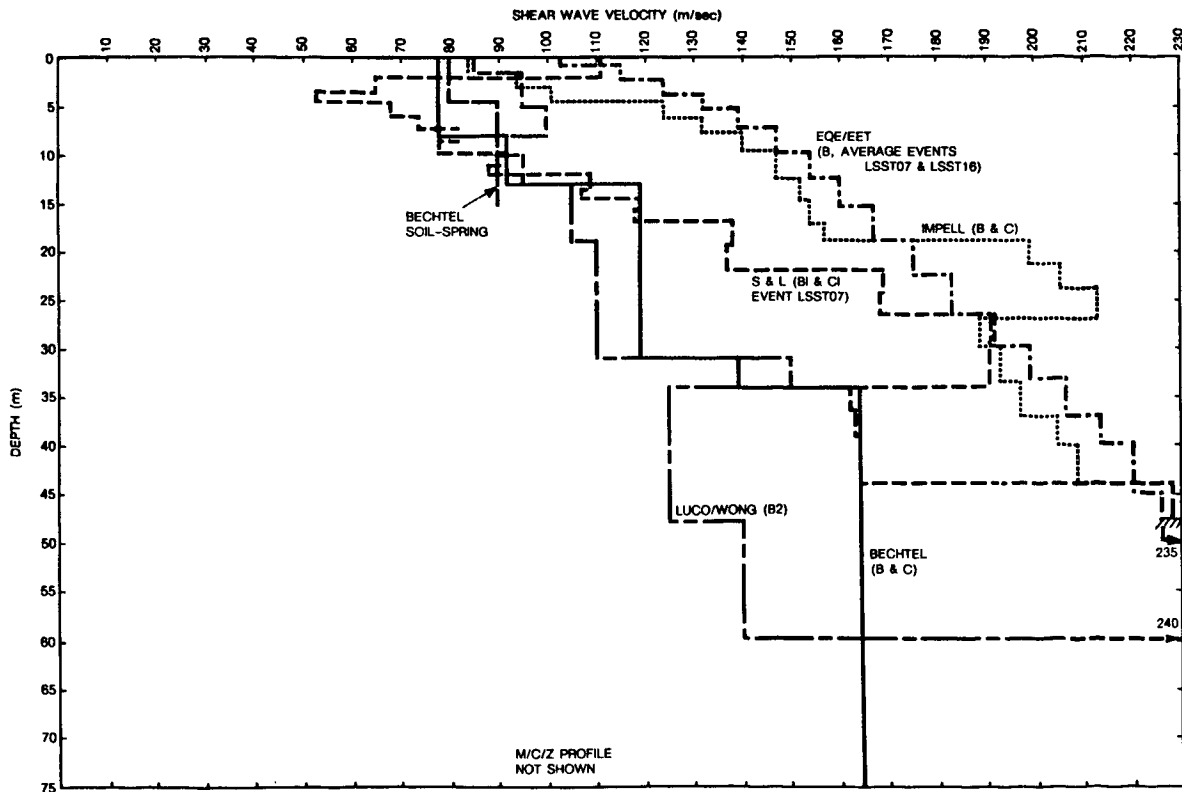 SHEAR WAVE VELOCITY (m/sec)
10 20 30 40 50 60 70 80 90 100 110 120 130 140 150 160 170 180 190 200 210 220 230
0
5
10
15
20
25
30
35
40
45
50
55
60
65
70
75
DEPTH (m)
EQE/EET
(B, AVERAGE EVENTS
LSST07 & LSST16)
BECHTEL
SOIL-SPRING
IMPELL (B & C)
S & L (BI & CI
EVENT LSST07)
LUCO/WONG (B2)
BECHTEL
(B & C)
235
240
M/C/Z PROFILE
NOT SHOWN